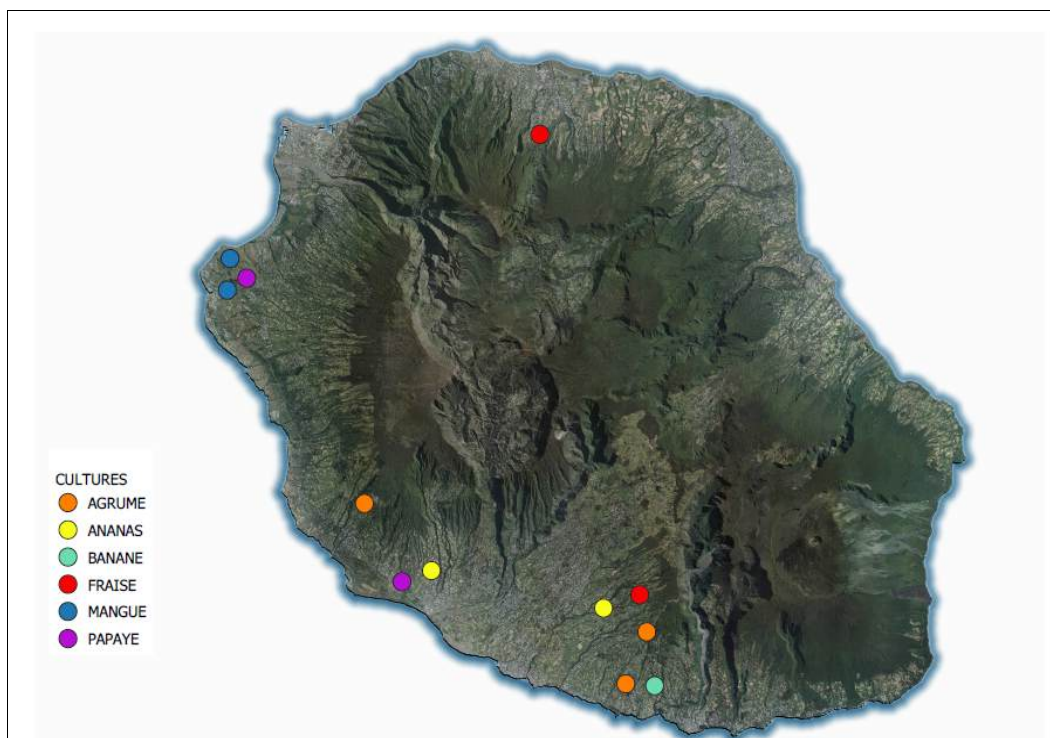 CULTURES
AGRUME
ANANAS
BANANE
FRAISE
MANGUE
PAPAYE